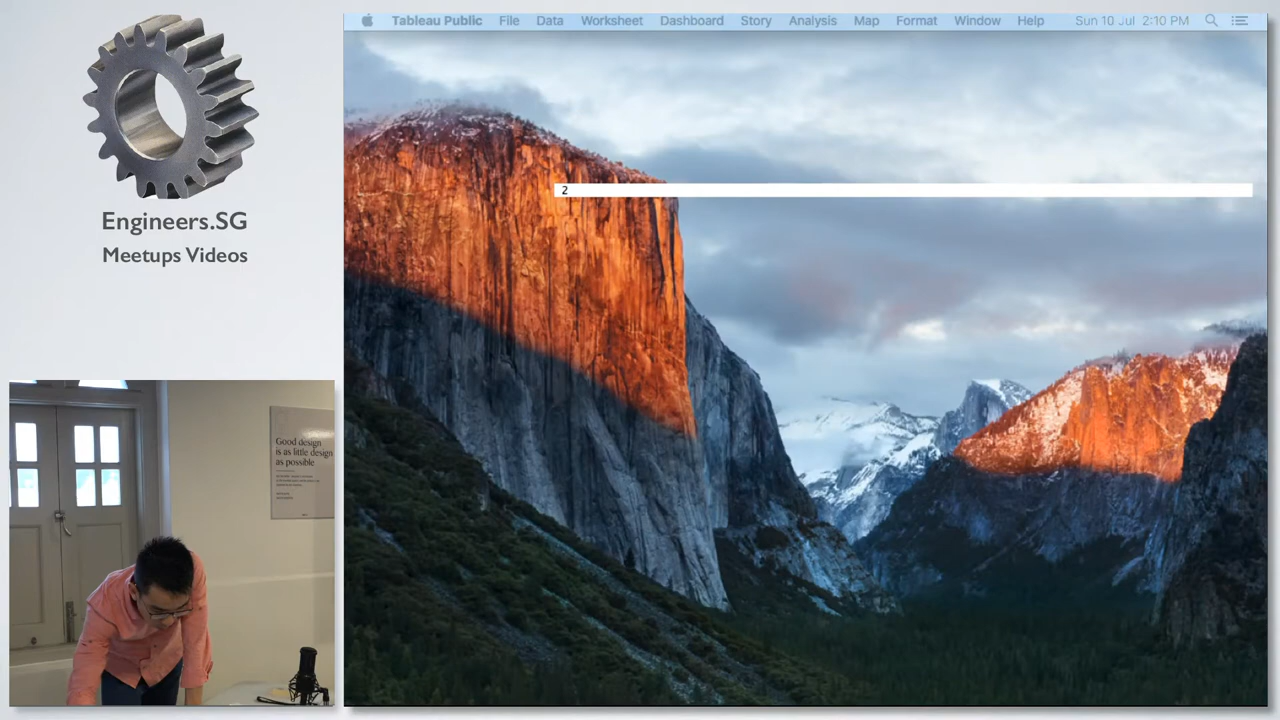 Engineers.SG
Meetups Videos
Tableau Public File Data Worksheet Dashboard Story Analysis Map Format Window Help Sun 10 Jul 2:10 PM
2
Good design
is as little design
as possible